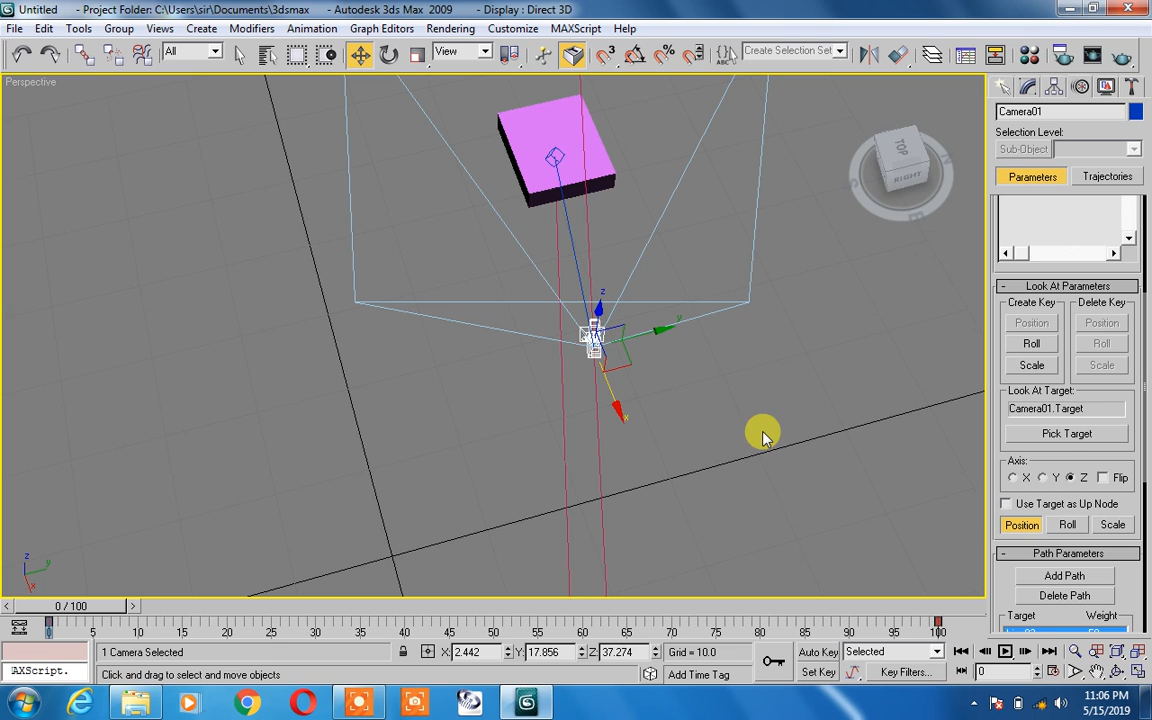 Untitled - Project Folder: C:\Users\sir\Documents\3dsmax - Autodesk 3ds Max 2009 - Display : Direct 3D
File Edit Tools Group Views Create Modifiers Animation Graph Editors Rendering Customize MAXScript Help
All View Create Selection Set
Perspective
TOP
RIGHT
z
y
x
z
y
x
Camera01
Selection Level:
Sub-Object
Parameters Trajectories
- Look At Parameters
Create Key Delete Key
Position Position
Roll Roll
Scale Scale
Look At Target:
Camera01.Target
Pick Target
Axis:
X Y Z Flip
Use Target as Up Node
Position Roll Scale
- Path Parameters
Add Path
Delete Path
Target Weight
< 0 / 100 >
0 5 10 15 20 25 30 35 40 45 50 55 60 65 70 75 80 85 90 95 100
1 Camera Selected X: 2.442 Y: 17.856 Z: 37.274 Grid = 10.0 Auto Key Selected
AXScript. Click and drag to select and move objects Add Time Tag Set Key Key Filters... 0
11:06 PM
5/15/2019